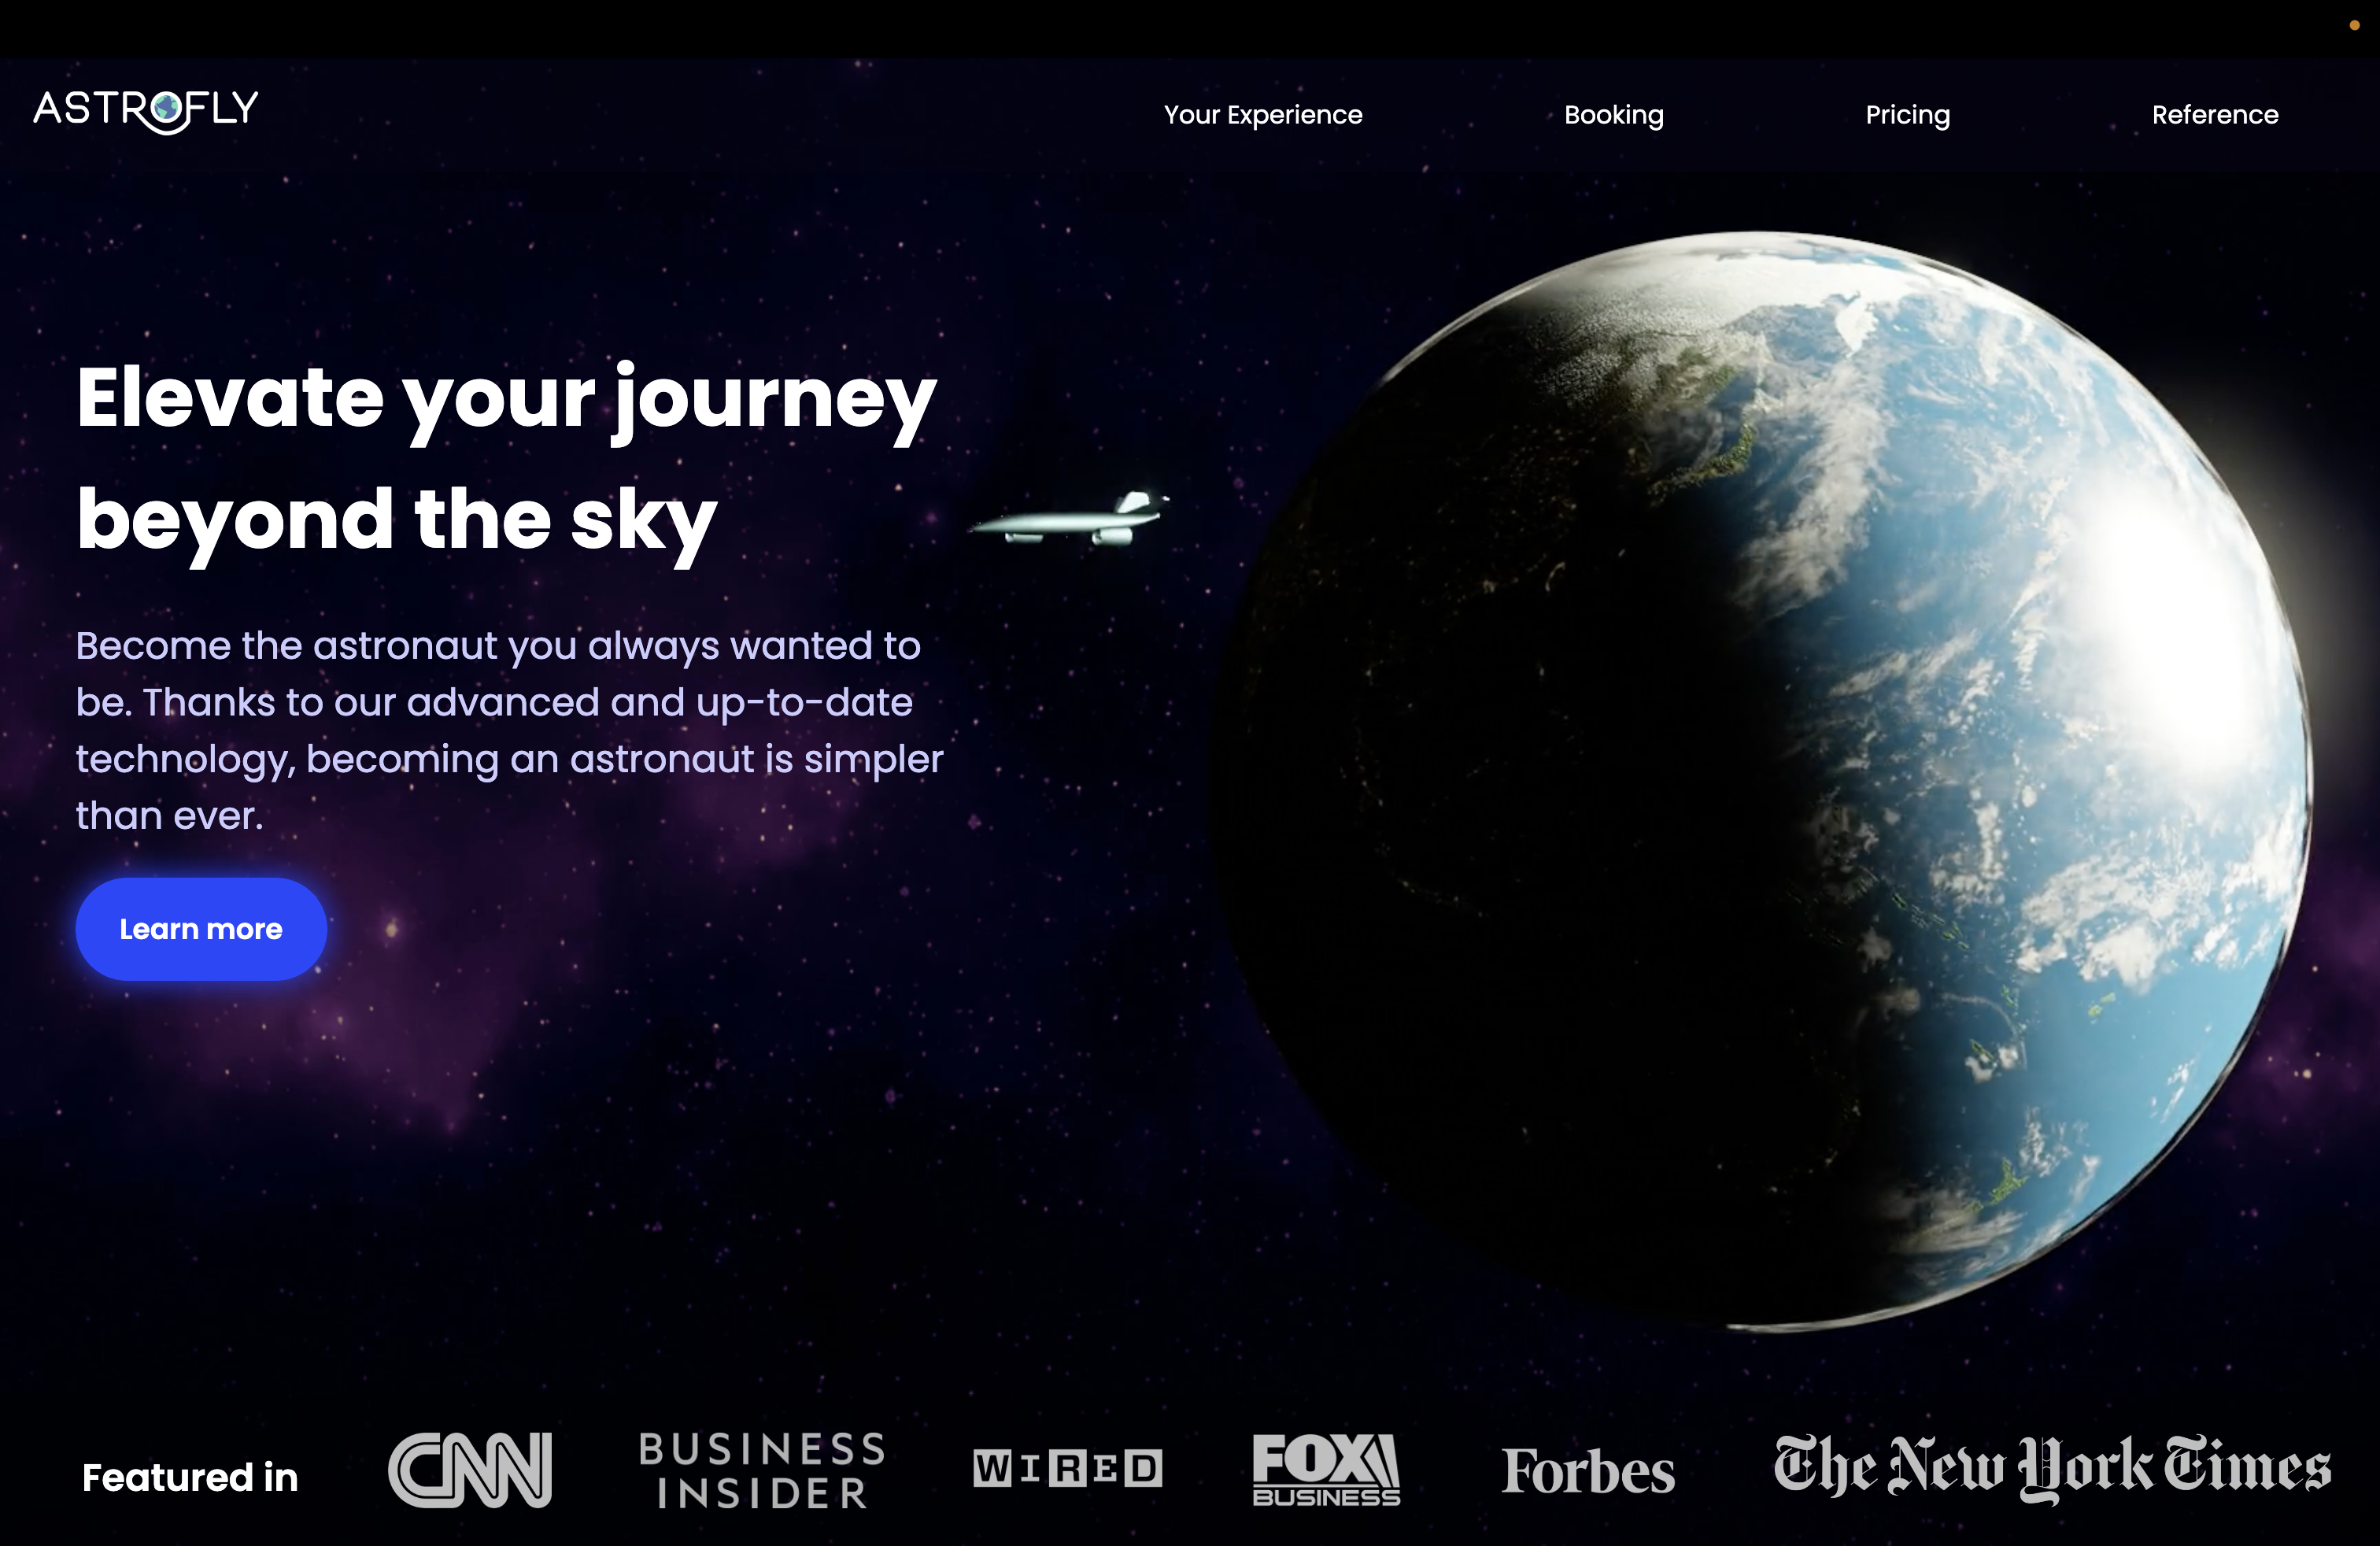 ASTROFLY
Your Experience
Booking
Pricing
Reference
Elevate your journey
beyond the sky
Become the astronaut you always wanted to
be. Thanks to our advanced and up-to-date
technology, becoming an astronaut is simpler
than ever.
Learn more
Featured in
CNN
BUSINESS
INSIDER
WIRED
FOX
BUSINESS
Forbes
The New York Times